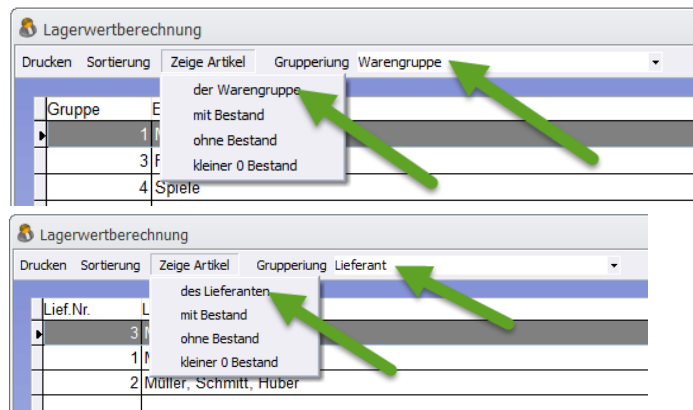 Lagerwertberechnung
Drucken Sortierung Zeige Artikel Grupperiung Warengruppe
der Warengruppe
Gruppe E
mit Bestand
1 M
ohne Bestand
3 F
kleiner 0 Bestand
4 Spiele
Lagerwertberechnung
Drucken Sortierung Zeige Artikel Grupperiung Lieferant
des Lieferanten
Lief.Nr. L
mit Bestand
3 M
ohne Bestand
1 M
kleiner 0 Bestand
2 Müller, Schmitt, Huber